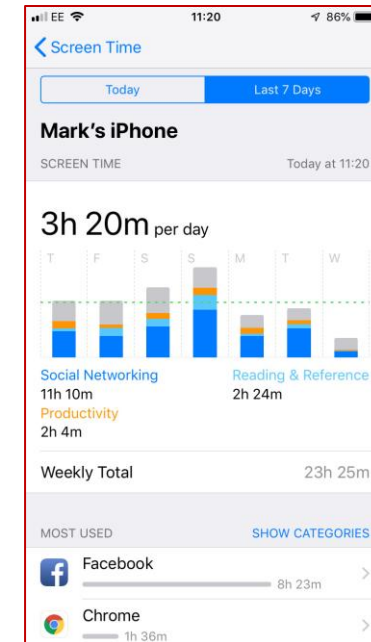 EE 11:20 86%
Screen Time
Today Last 7 Days
Mark's iPhone
SCREEN TIME Today at 11:20
3h 20m per day
T F S S M T W
Social Networking Reading & Reference
11h 10m 2h 24m
Productivity
2h 4m
Weekly Total 23h 25m
MOST USED SHOW CATEGORIES
Facebook
8h 23m
Chrome
1h 36m